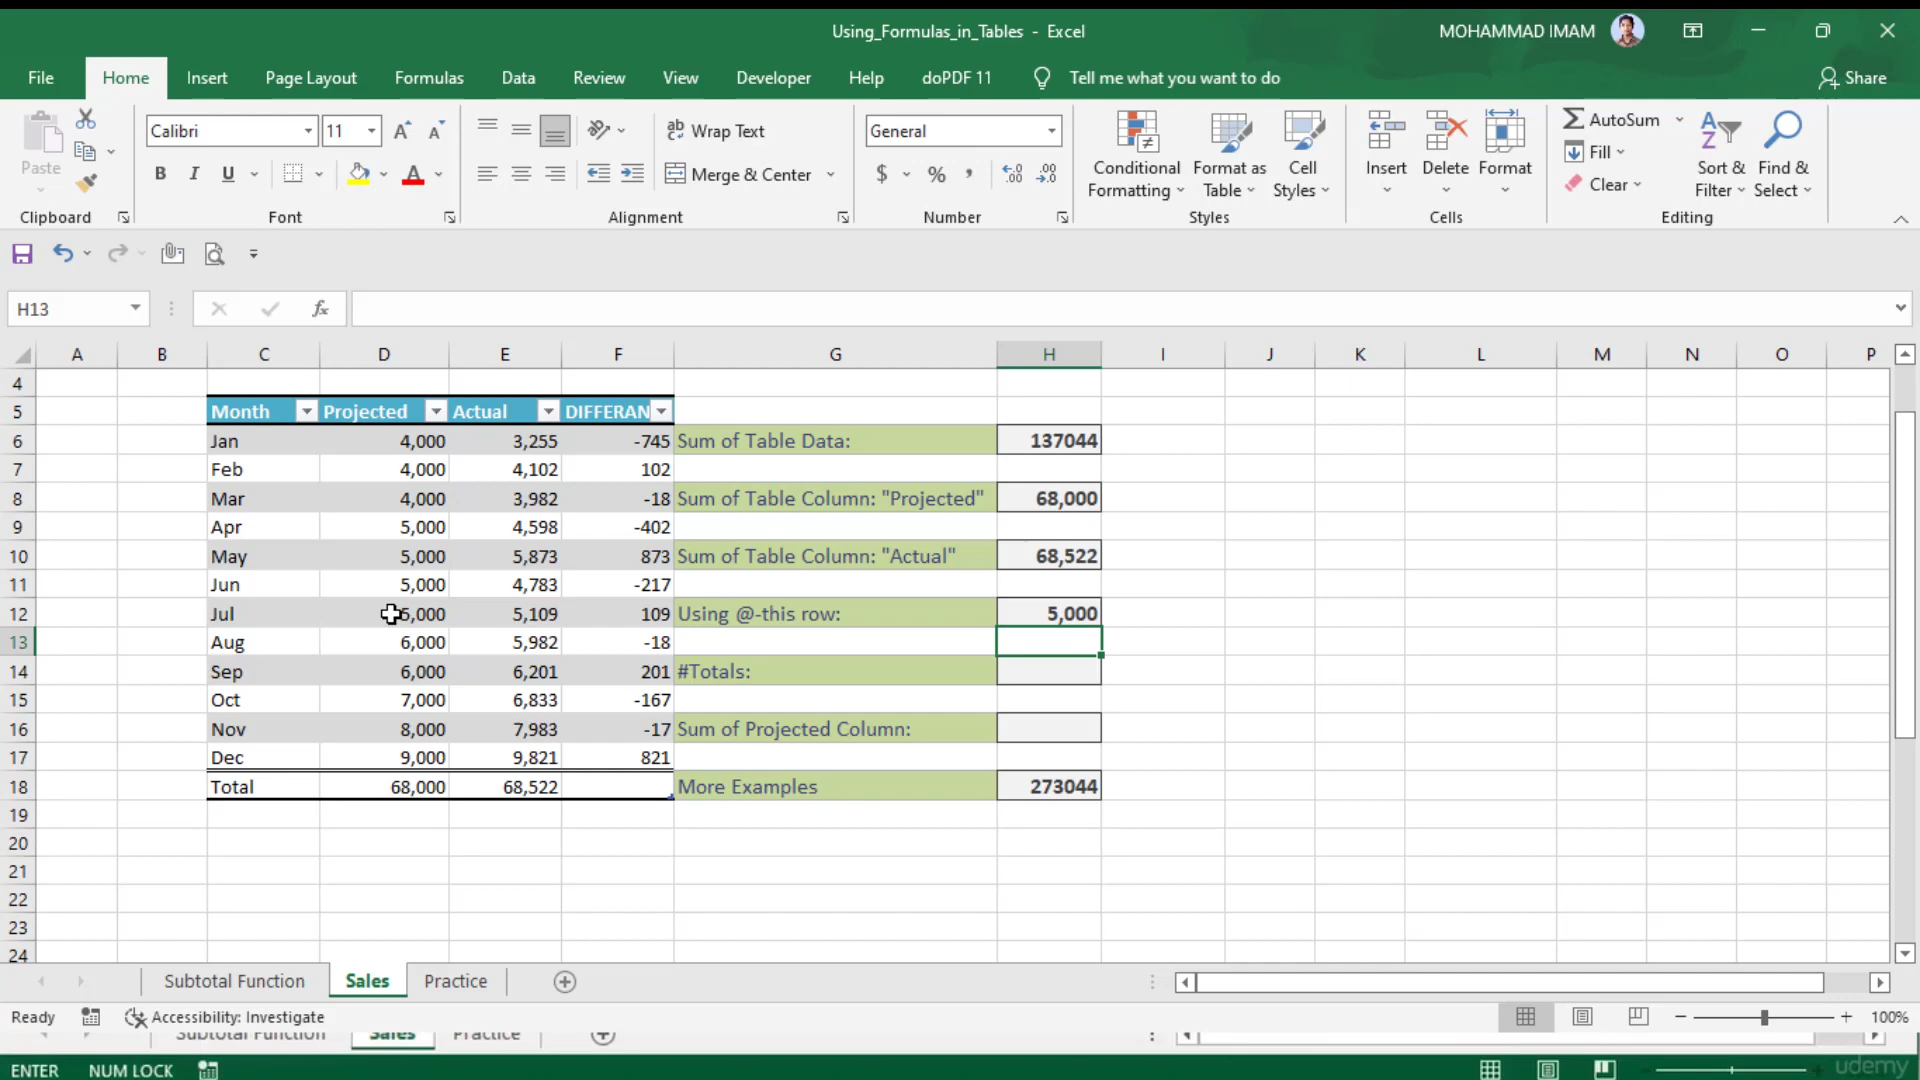 Using_Formulas_in_Tables - Excel
MOHAMMAD IMAM
File Home Insert Page Layout Formulas Data Review View Developer Help doPDF 11 Tell me what you want to do Share
Paste
Calibri 11
Wrap Text
General
Conditional Formatting
Format as Table
Cell Styles
Insert
Delete
Format
AutoSum
Fill
Clear
Sort & Filter
Find & Select
B I U
Merge & Center
$ % ,
Clipboard Font Alignment Number Styles Cells Editing
H13
fx
A B C D E F G H I J K L M N O P
4
5 Month Projected Actual DIFFERAN
6 Jan 4,000 3,255 -745 Sum of Table Data: 137044
7 Feb 4,000 4,102 102
8 Mar 4,000 3,982 -18 Sum of Table Column: "Projected" 68,000
9 Apr 5,000 4,598 -402
10 May 5,000 5,873 873 Sum of Table Column: "Actual" 68,522
11 Jun 5,000 4,783 -217
12 Jul 5,000 5,109 109 Using @-this row: 5,000
13 Aug 6,000 5,982 -18
14 Sep 6,000 6,201 201 #Totals:
15 Oct 7,000 6,833 -167
16 Nov 8,000 7,983 -17 Sum of Projected Column:
17 Dec 9,000 9,821 821
18 Total 68,000 68,522 More Examples 273044
19
20
21
22
23
24
Subtotal Function Sales Practice
Ready Accessibility: Investigate 100%
Subtotal Function Sales Practice
ENTER NUM LOCK
udemy